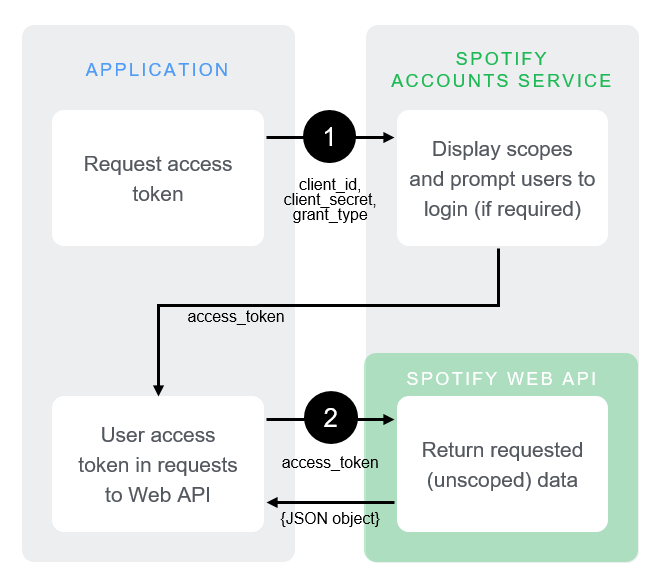 APPLICATION
SPOTIFY
ACCOUNTS SERVICE
Request access
token
1
client_id,
client_secret,
grant_type
Display scopes
and prompt users to
login (if required)
access_token
SPOTIFY WEB API
User access
token in requests
to Web API
2
access_token
{JSON object}
Return requested
(unscoped) data